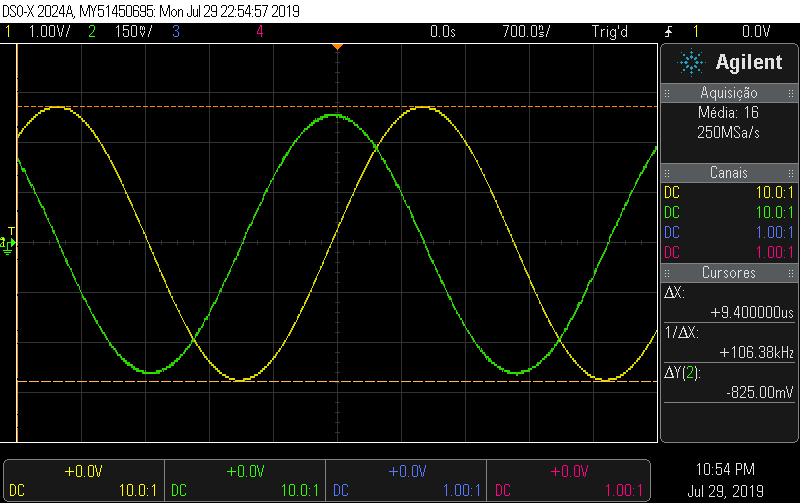 DSO-X 2024A, MY51450695: Mon Jul 29 22:54:57 2019
1 1.00V/ 2 150mV/ 3 4 0.0s 700.0ns/ Trig'd 1 0.0V
Agilent
Aquisição
Média: 16
250MSa/s
Canais
DC 10.0:1
DC 10.0:1
DC 1.00:1
DC 1.00:1
Cursores
ΔX:
+9.400000us
1/ΔX:
+106.38kHz
ΔY(2):
-825.00mV
T
2
+0.0V +0.0V +0.0V +0.0V
DC 10.0:1 DC 10.0:1 DC 1.00:1 DC 1.00:1
10:54 PM
Jul 29, 2019